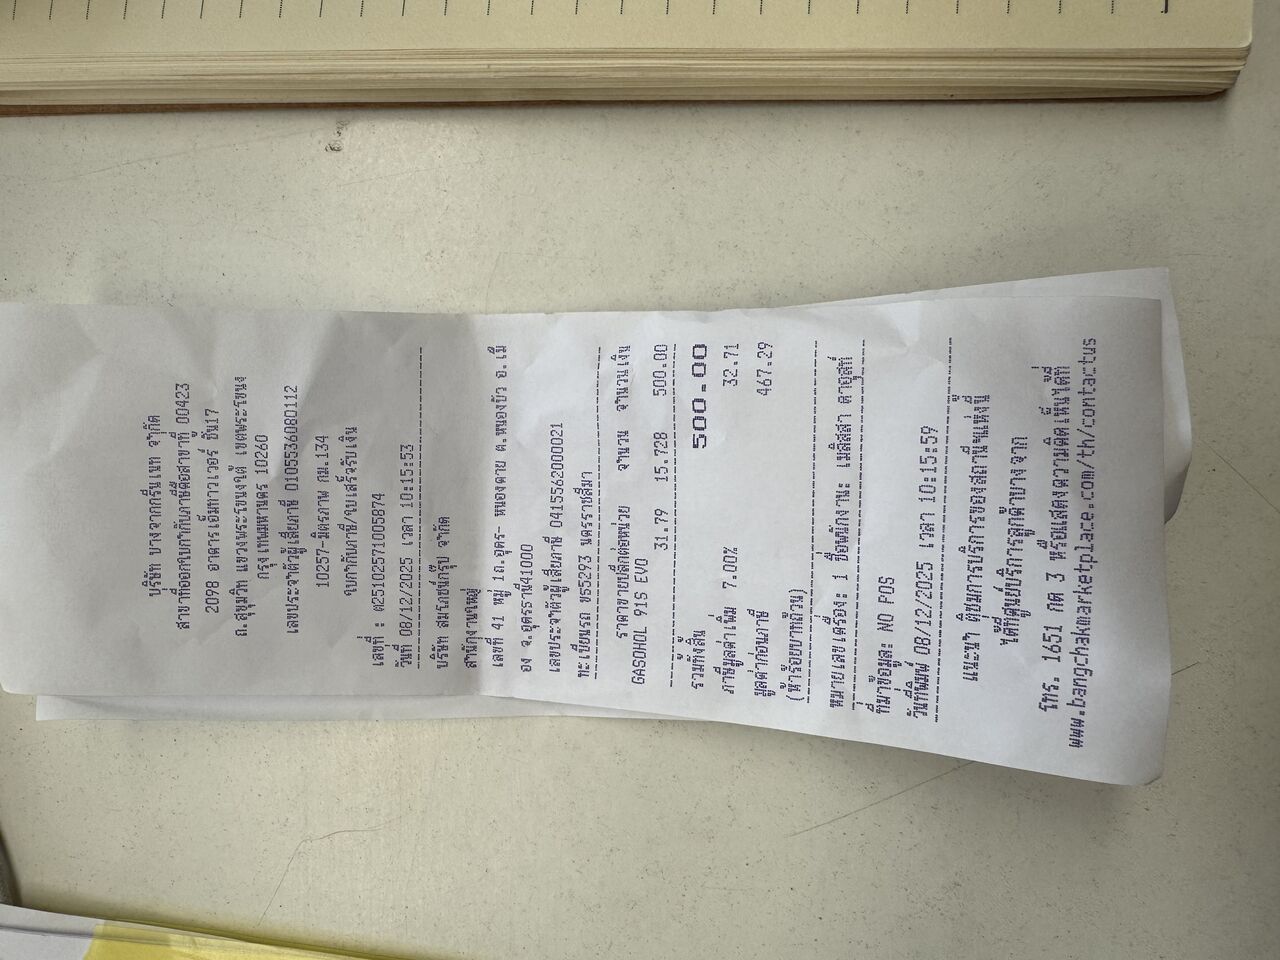 บริษัท บางจากกรีนเนท จำกัด
สาขาที่ออกใบกำกับภาษีคือสาขาที่ 00423
2098 อาคารเอ็มทาวเวอร์ ชั้น17
ถ.สุขุมวิท แขวงพระโขนงใต้ เขตพระโขนง
กรุงเทพมหานคร 10260
เลขประจำตัวผู้เสียภาษี 0105536080112
10257-มิตรภาพ กม.134
ใบกำกับภาษี/ใบเสร็จรับเงิน
เลขที่ : ต2510257I005874
วันที่ 08/12/2025 เวลา 10:15:53
บริษัท สมโภชน์กรุ๊ป จำกัด
สำนักงานใหญ่
เลขที่ 41 หมู่ 1ถ.อุดร- หนองตาย ต.หนองบัว อ.เมื
อง จ.อุดรธานี41000
เลขประจำตัวผู้เสียภาษี 0415562000021
ทะเบียนรถ ขธ5293 นครราชสีมา
ราคาขายปลีกต่อหน่วย จำนวน จำนวนเงิน
GASOHOL 91S EVO
31.79 15.728 500.00
รวมทั้งสิ้น 500.00
ภาษีมูลค่าเพิ่ม 7.00% 32.71
มูลค่าก่อนภาษี 467.29
(ห้าร้อยบาทถ้วน)
หมายเลขเครื่อง: 1 ชื่อพนักงาน: เมลิสสา
ที่มาข้อมูล: NO POS
วันที่พิมพ์ 08/12/2025 เวลา 10:15:59
แนะนำ ติชมการบริการของสถานีฯแห่งนี้
ได้ที่ศูนย์บริการลูกค้าบางจาก
โทร. 1651 กด 3 หรือแสดงความคิดเห็นได้ที่
www.bangchakmarketplace.com/th/contactus